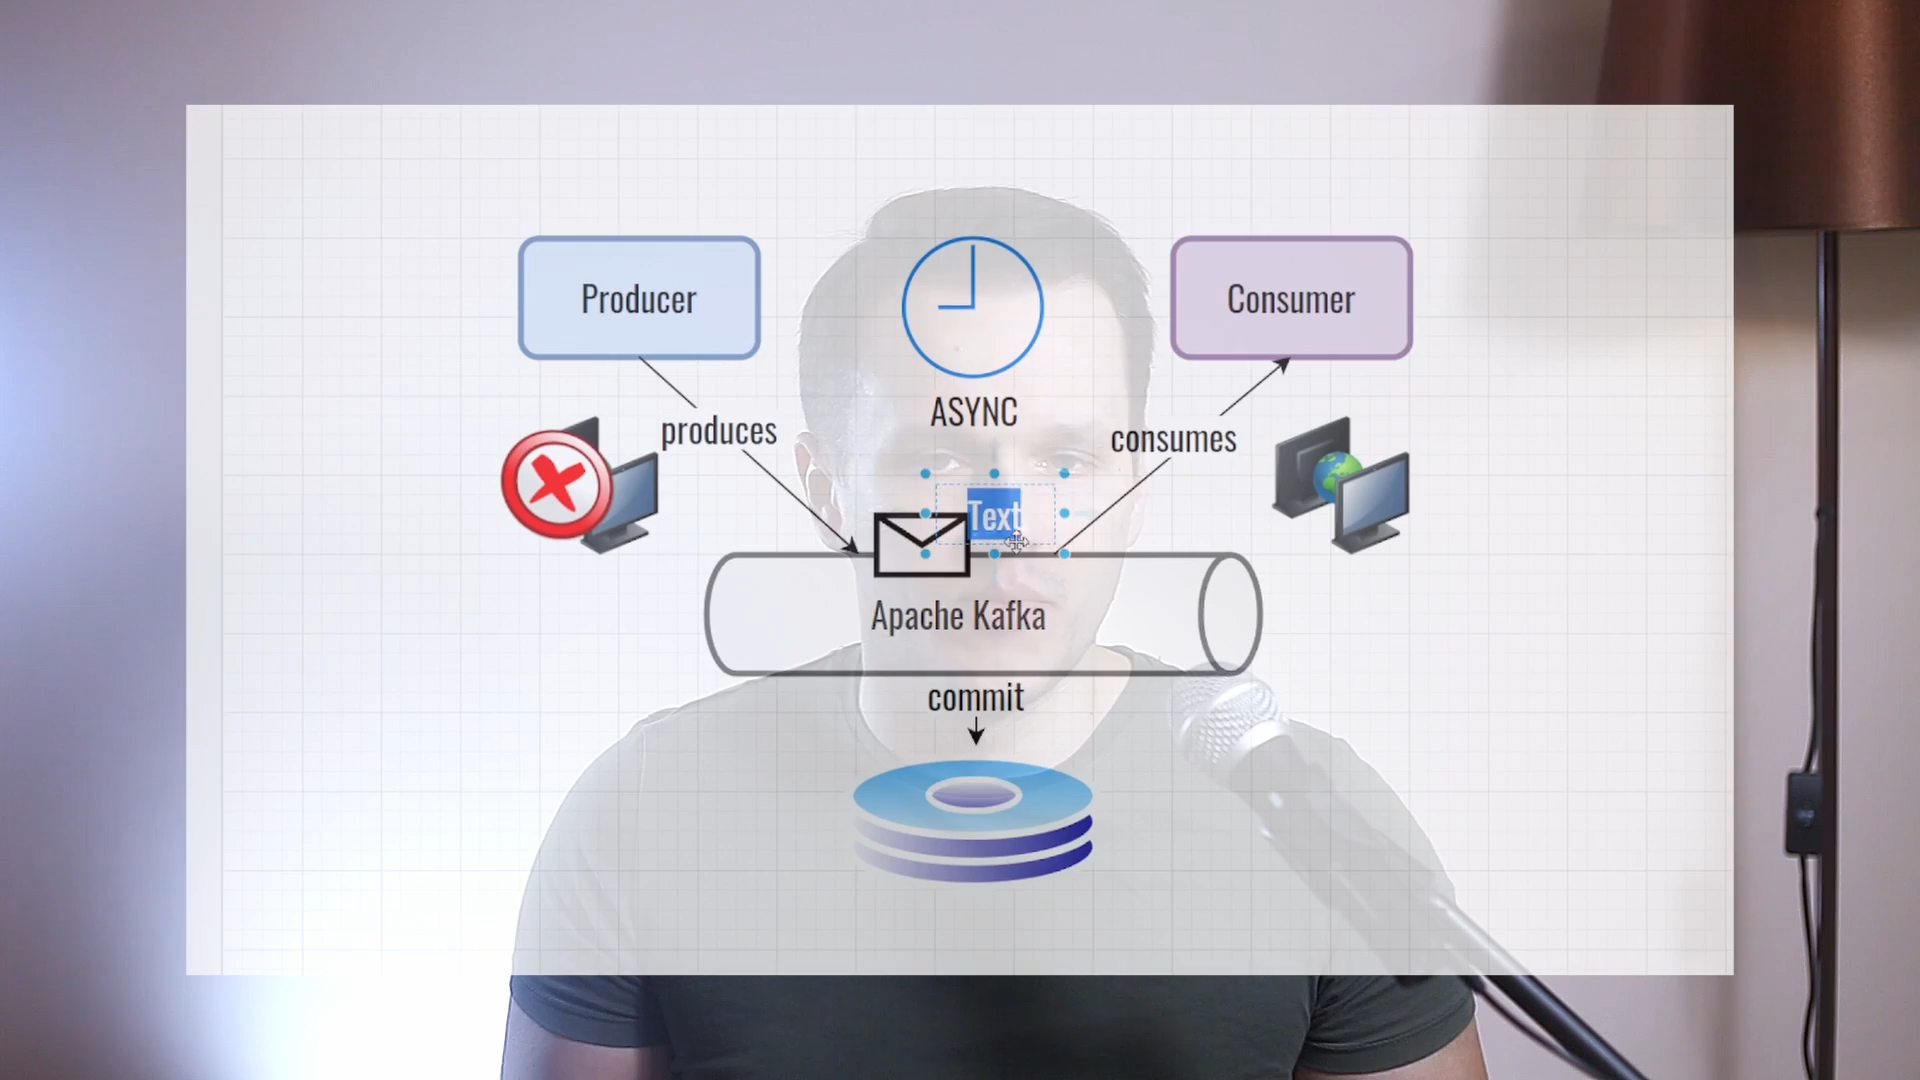 Producer
Consumer
ASYNC
produces
consumes
Text
Apache Kafka
commit